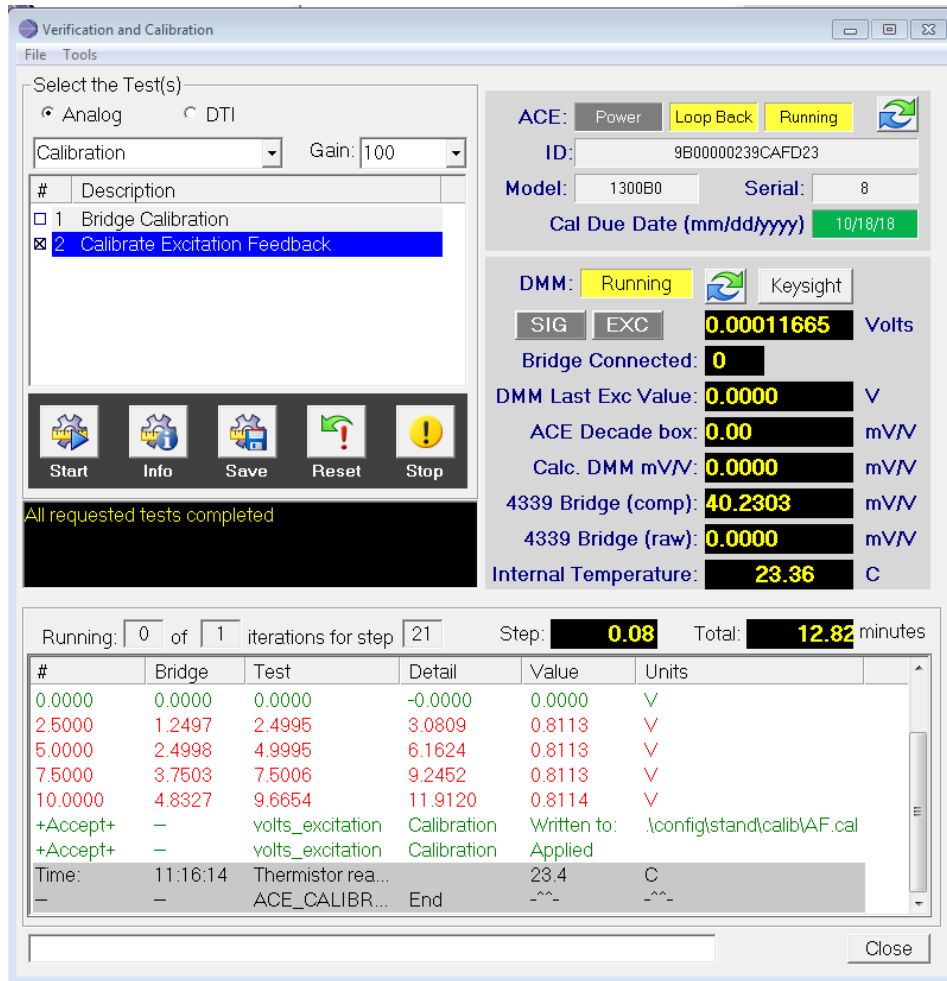 Verification and Calibration
File Tools
Select the Test(s)
Analog DTI
Calibration Gain: 100
# Description
1 Bridge Calibration
2 Calibrate Excitation Feedback
Start Info Save Reset Stop
All requested tests completed
ACE: Power Loop Back Running
ID: 9B00000239CAFD23
Model: 1300B0 Serial: 8
Cal Due Date (mm/dd/yyyy) 10/18/18
DMM: Running Keysight
SIG EXC 0.00011665 Volts
Bridge Connected: 0
DMM Last Exc Value: 0.0000 V
ACE Decade box: 0.00 mV/V
Calc. DMM mV/V: 0.0000 mV/V
4339 Bridge (comp): 40.2303 mV/V
4339 Bridge (raw): 0.0000 mV/V
Internal Temperature: 23.36 C
Running: 0 of 1 iterations for step 21 Step: 0.08 Total: 12.82 minutes
# Bridge Test Detail Value Units
0.0000 0.0000 0.0000 -0.0000 0.0000 V
2.5000 1.2497 2.4995 3.0809 0.8113 V
5.0000 2.4998 4.9995 6.1624 0.8113 V
7.5000 3.7503 7.5006 9.2452 0.8113 V
10.0000 4.8327 9.6654 11.9120 0.8114 V
+Accept+ – volts_excitation Calibration Written to: .\config\stand\calib\AF.cal
+Accept+ – volts_excitation Calibration Applied
Time: 11:16:14 Thermistor rea... 23.4 C
– – ACE_CALIBR... End -^^- -^^-
Close